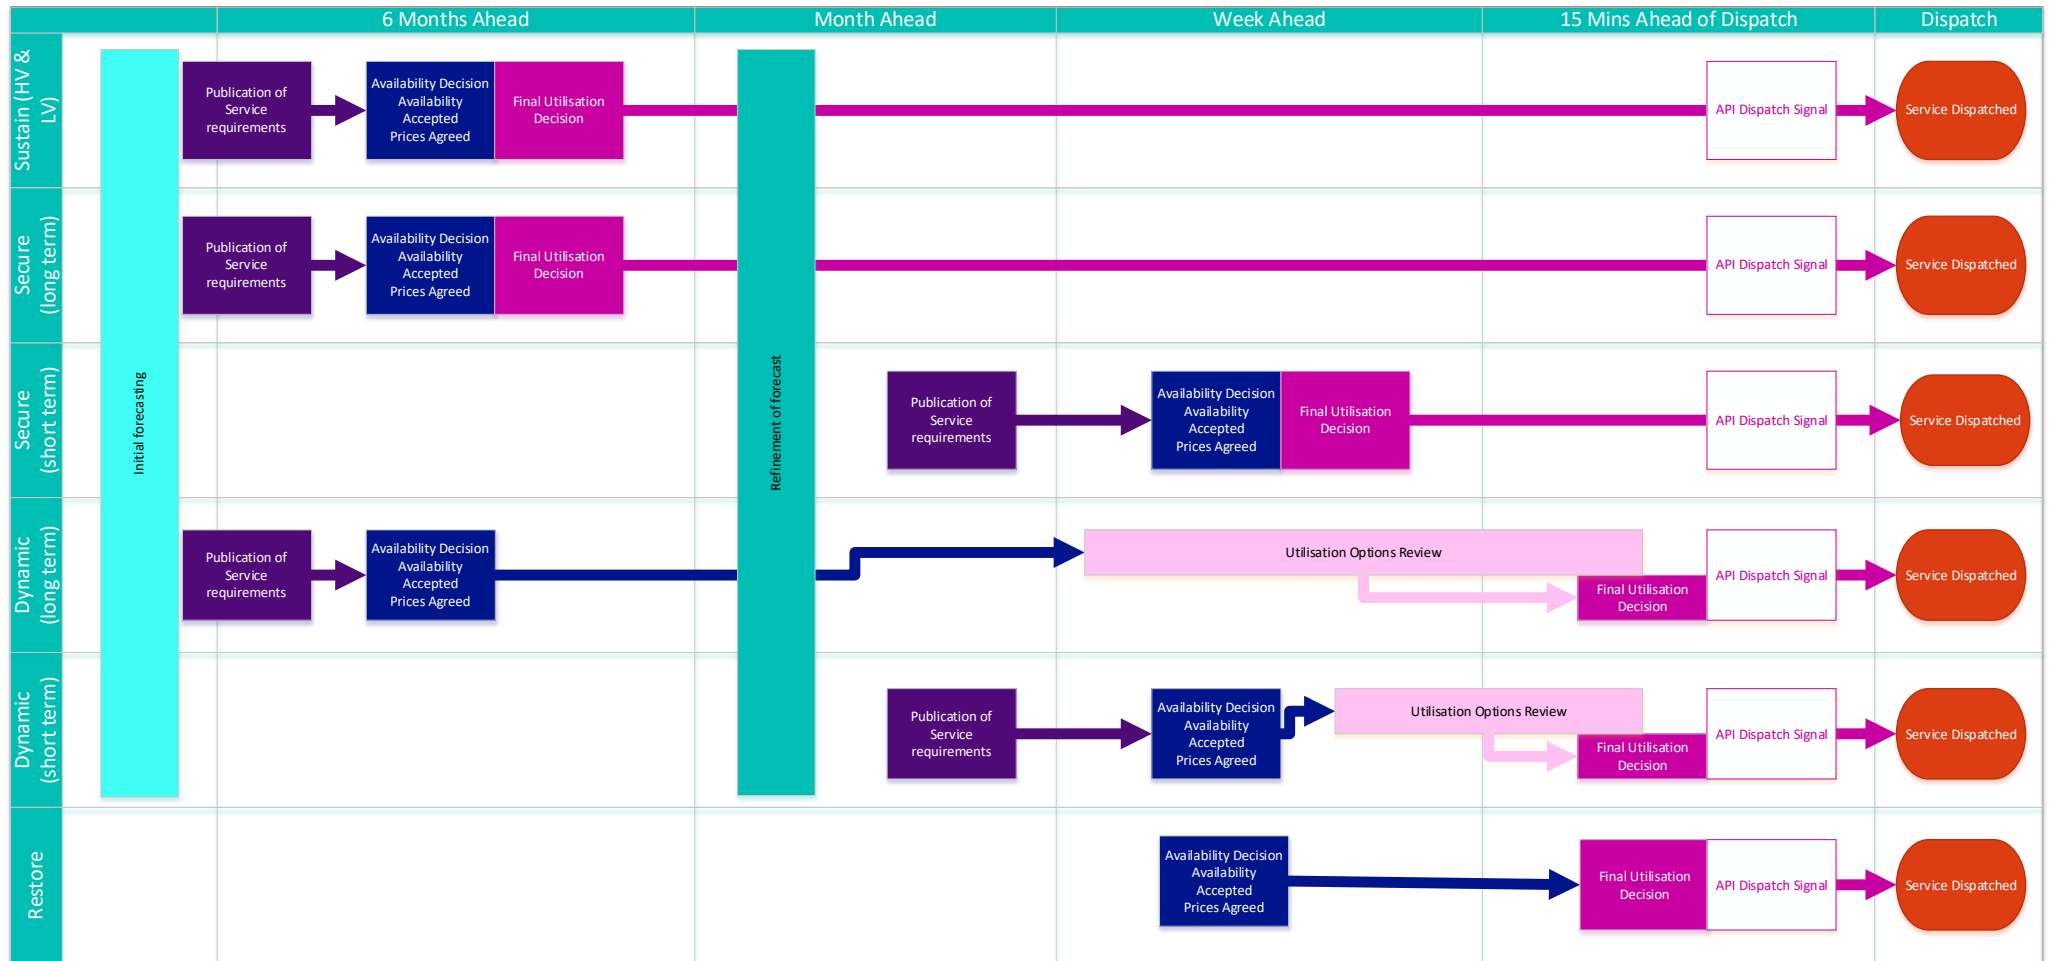 6 Months Ahead
Month Ahead
Week Ahead
15 Mins Ahead of Dispatch
Dispatch
Initial forecasting
Refinement of forecast
Sustain (HV &
LV)
Publication of
Service
requirements
Availability Decision
Availability
Accepted
Prices Agreed
Final Utilisation
Decision
API Dispatch Signal
Service Dispatched
Secure
(long term)
Publication of
Service
requirements
Availability Decision
Availability
Accepted
Prices Agreed
Final Utilisation
Decision
API Dispatch Signal
Service Dispatched
Secure
(short term)
Publication of
Service
requirements
Availability Decision
Availability
Accepted
Prices Agreed
Final Utilisation
Decision
API Dispatch Signal
Service Dispatched
Dynamic
(long term)
Publication of
Service
requirements
Availability Decision
Availability
Accepted
Prices Agreed
Utilisation Options Review
Final Utilisation
Decision
API Dispatch Signal
Service Dispatched
Dynamic
(short term)
Publication of
Service
requirements
Availability Decision
Availability
Accepted
Prices Agreed
Utilisation Options Review
Final Utilisation
Decision
API Dispatch Signal
Service Dispatched
Restore
Availability Decision
Availability
Accepted
Prices Agreed
Final Utilisation
Decision
API Dispatch Signal
Service Dispatched